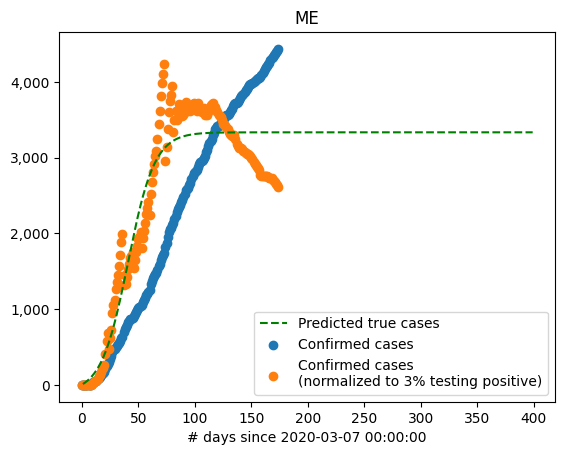 ME
4,000
3,000
2,000
1,000
0
Predicted true cases
Confirmed cases
Confirmed cases
(normalized to 3% testing positive)
0 50 100 150 200 250 300 350 400
# days since 2020-03-07 00:00:00